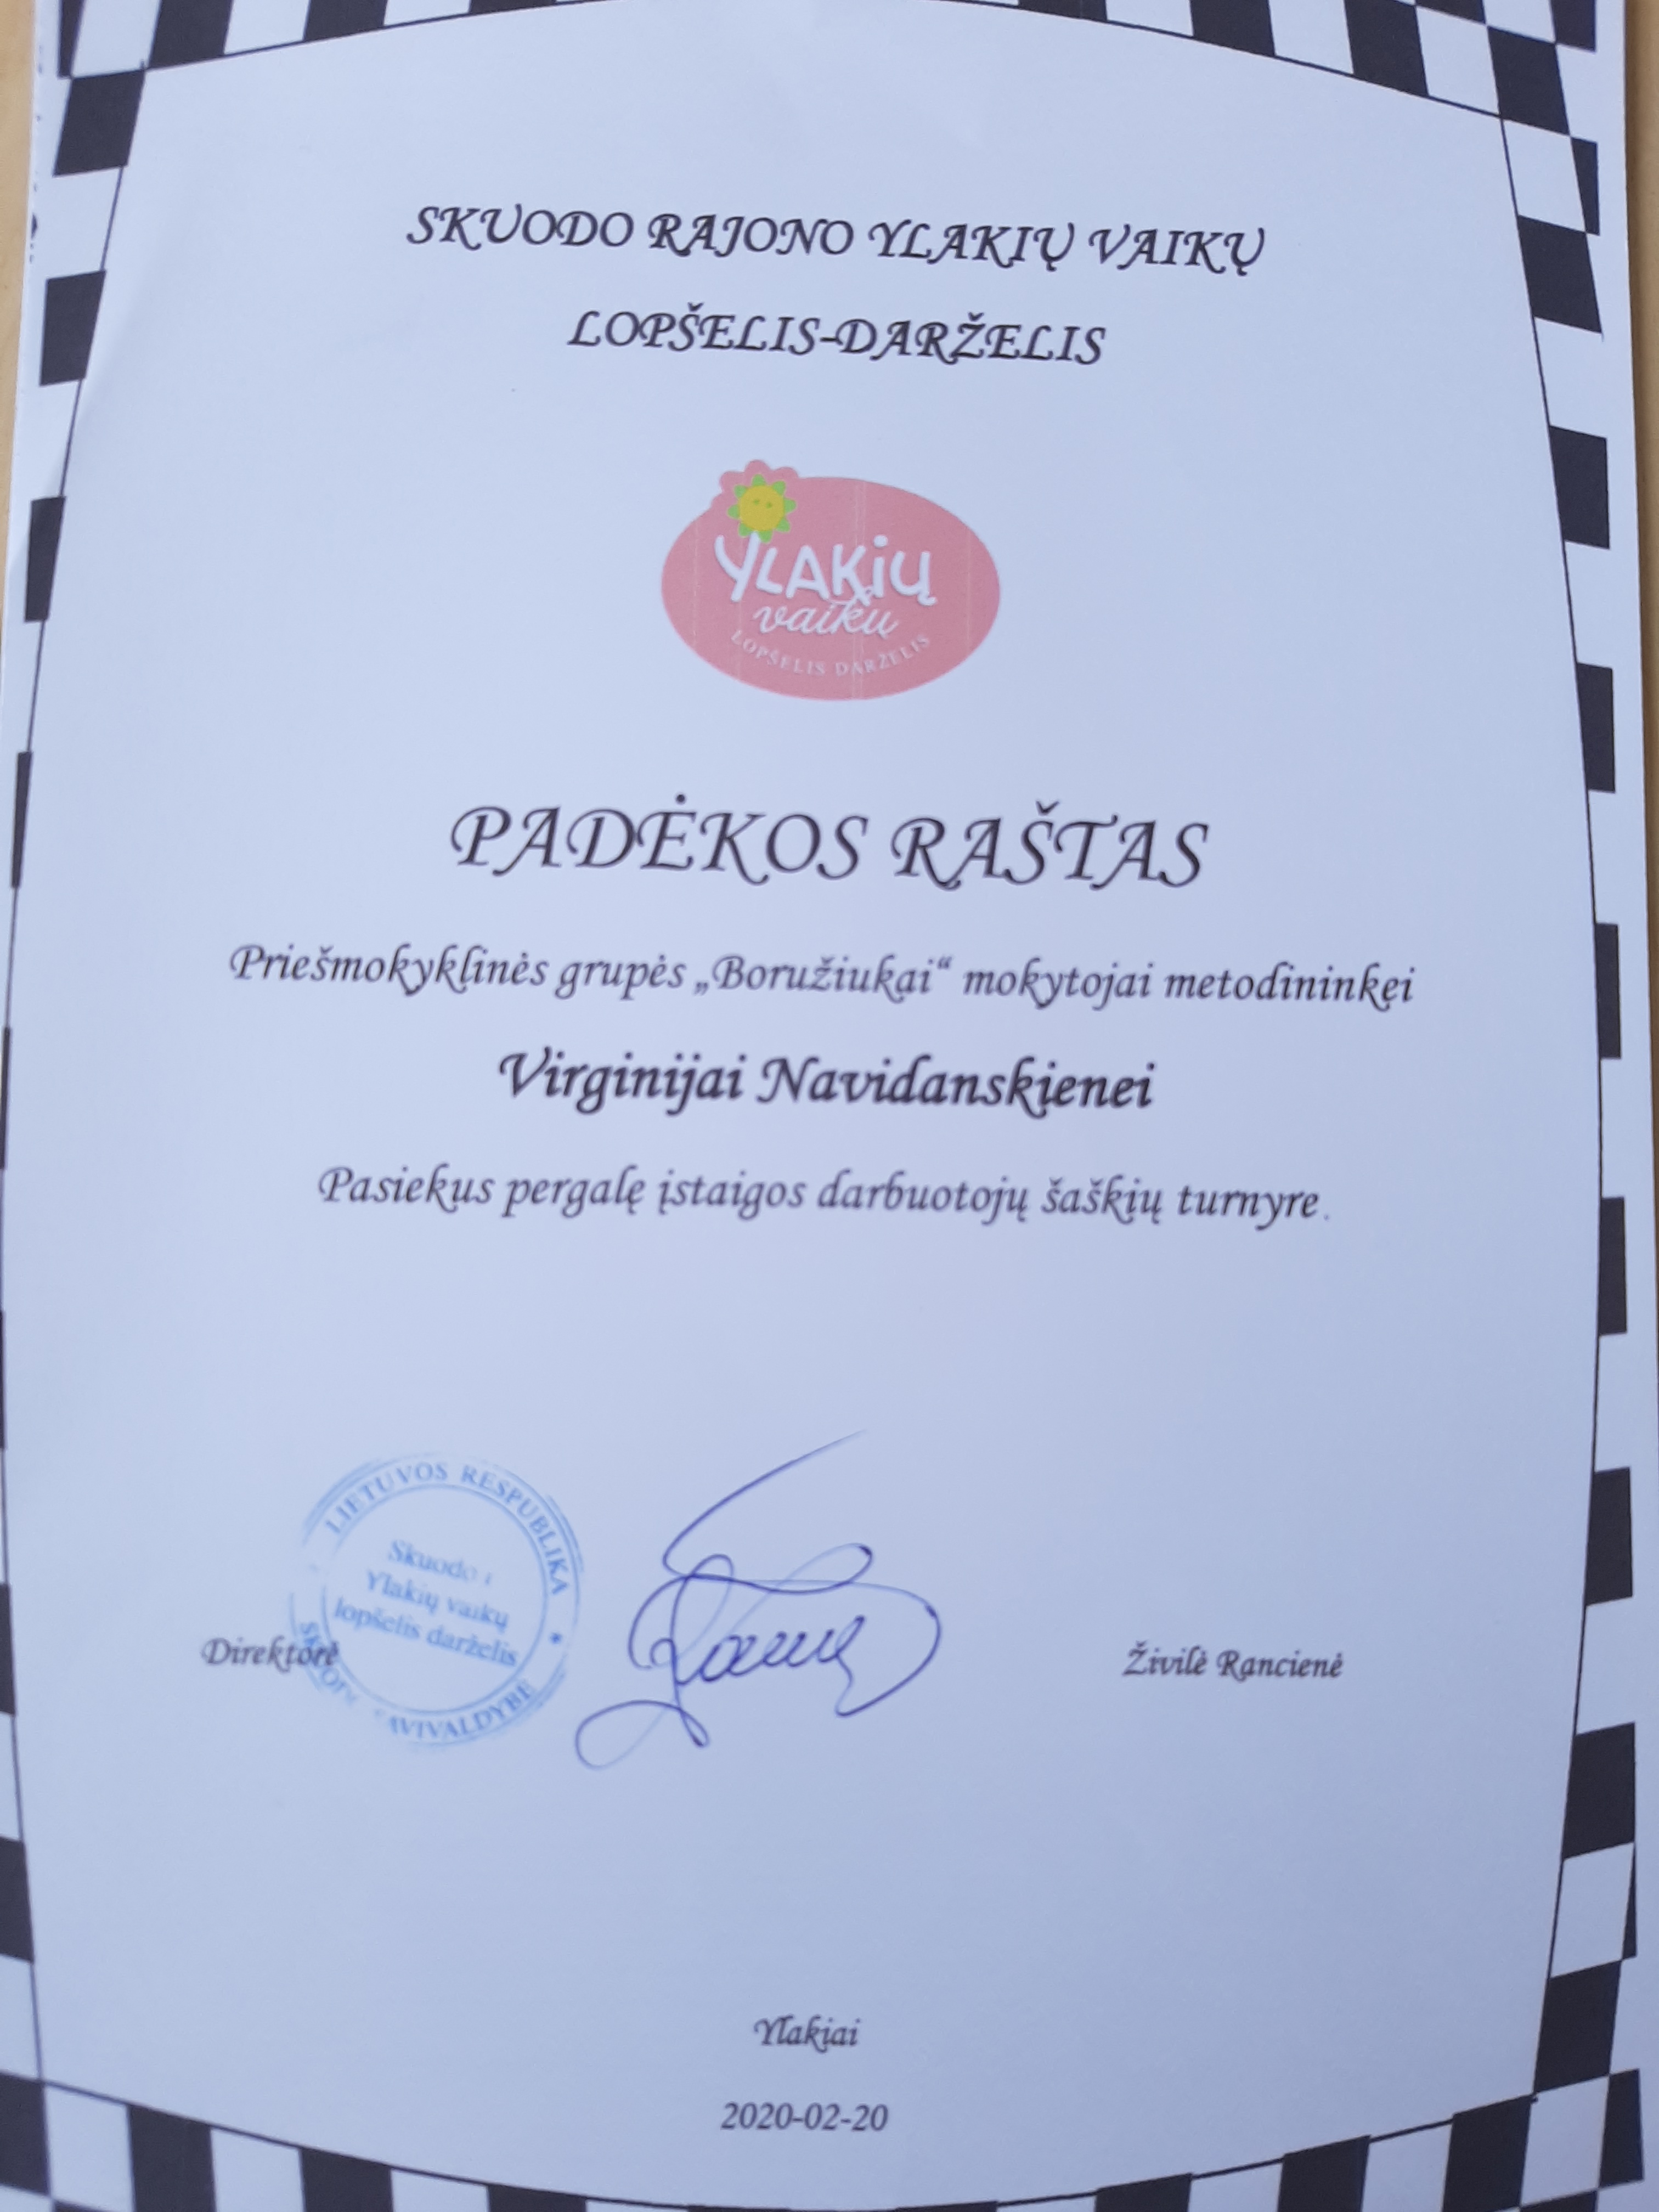 SKUODO RAJONO YLAKIŲ VAIKŲ
LOPŠELIS-DARŽELIS
YLAKIŲ
vaikų
LOPŠELIS DARŽELIS
PADĖKOS RAŠTAS
Priešmokyklinės grupės „Boružiukai“ mokytojai metodininkei
Virginijai Navidanskienei
Pasiekus pergalę įstaigos darbuotojų šaškių turnyre.
LIETUVOS RESPUBLIKA
Skuodo r
Ylakių vaikų
lopšelis darželis
Direktorė
Živilė Rancienė
Ylakiai
2020-02-20